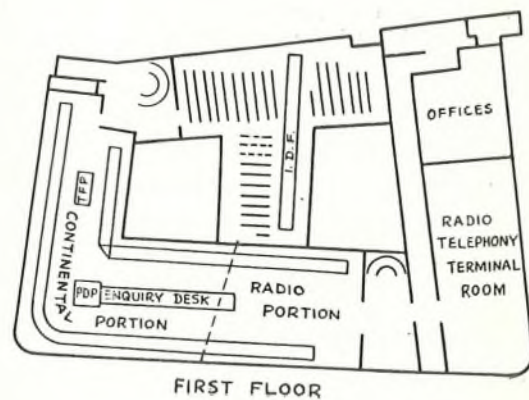 OFFICES
I.D.F.
TFP
CONTINENTAL
RADIO
TELEPHONY
TERMINAL
ROOM
PDP
ENQUIRY DESK
RADIO
PORTION
PORTION
FIRST FLOOR